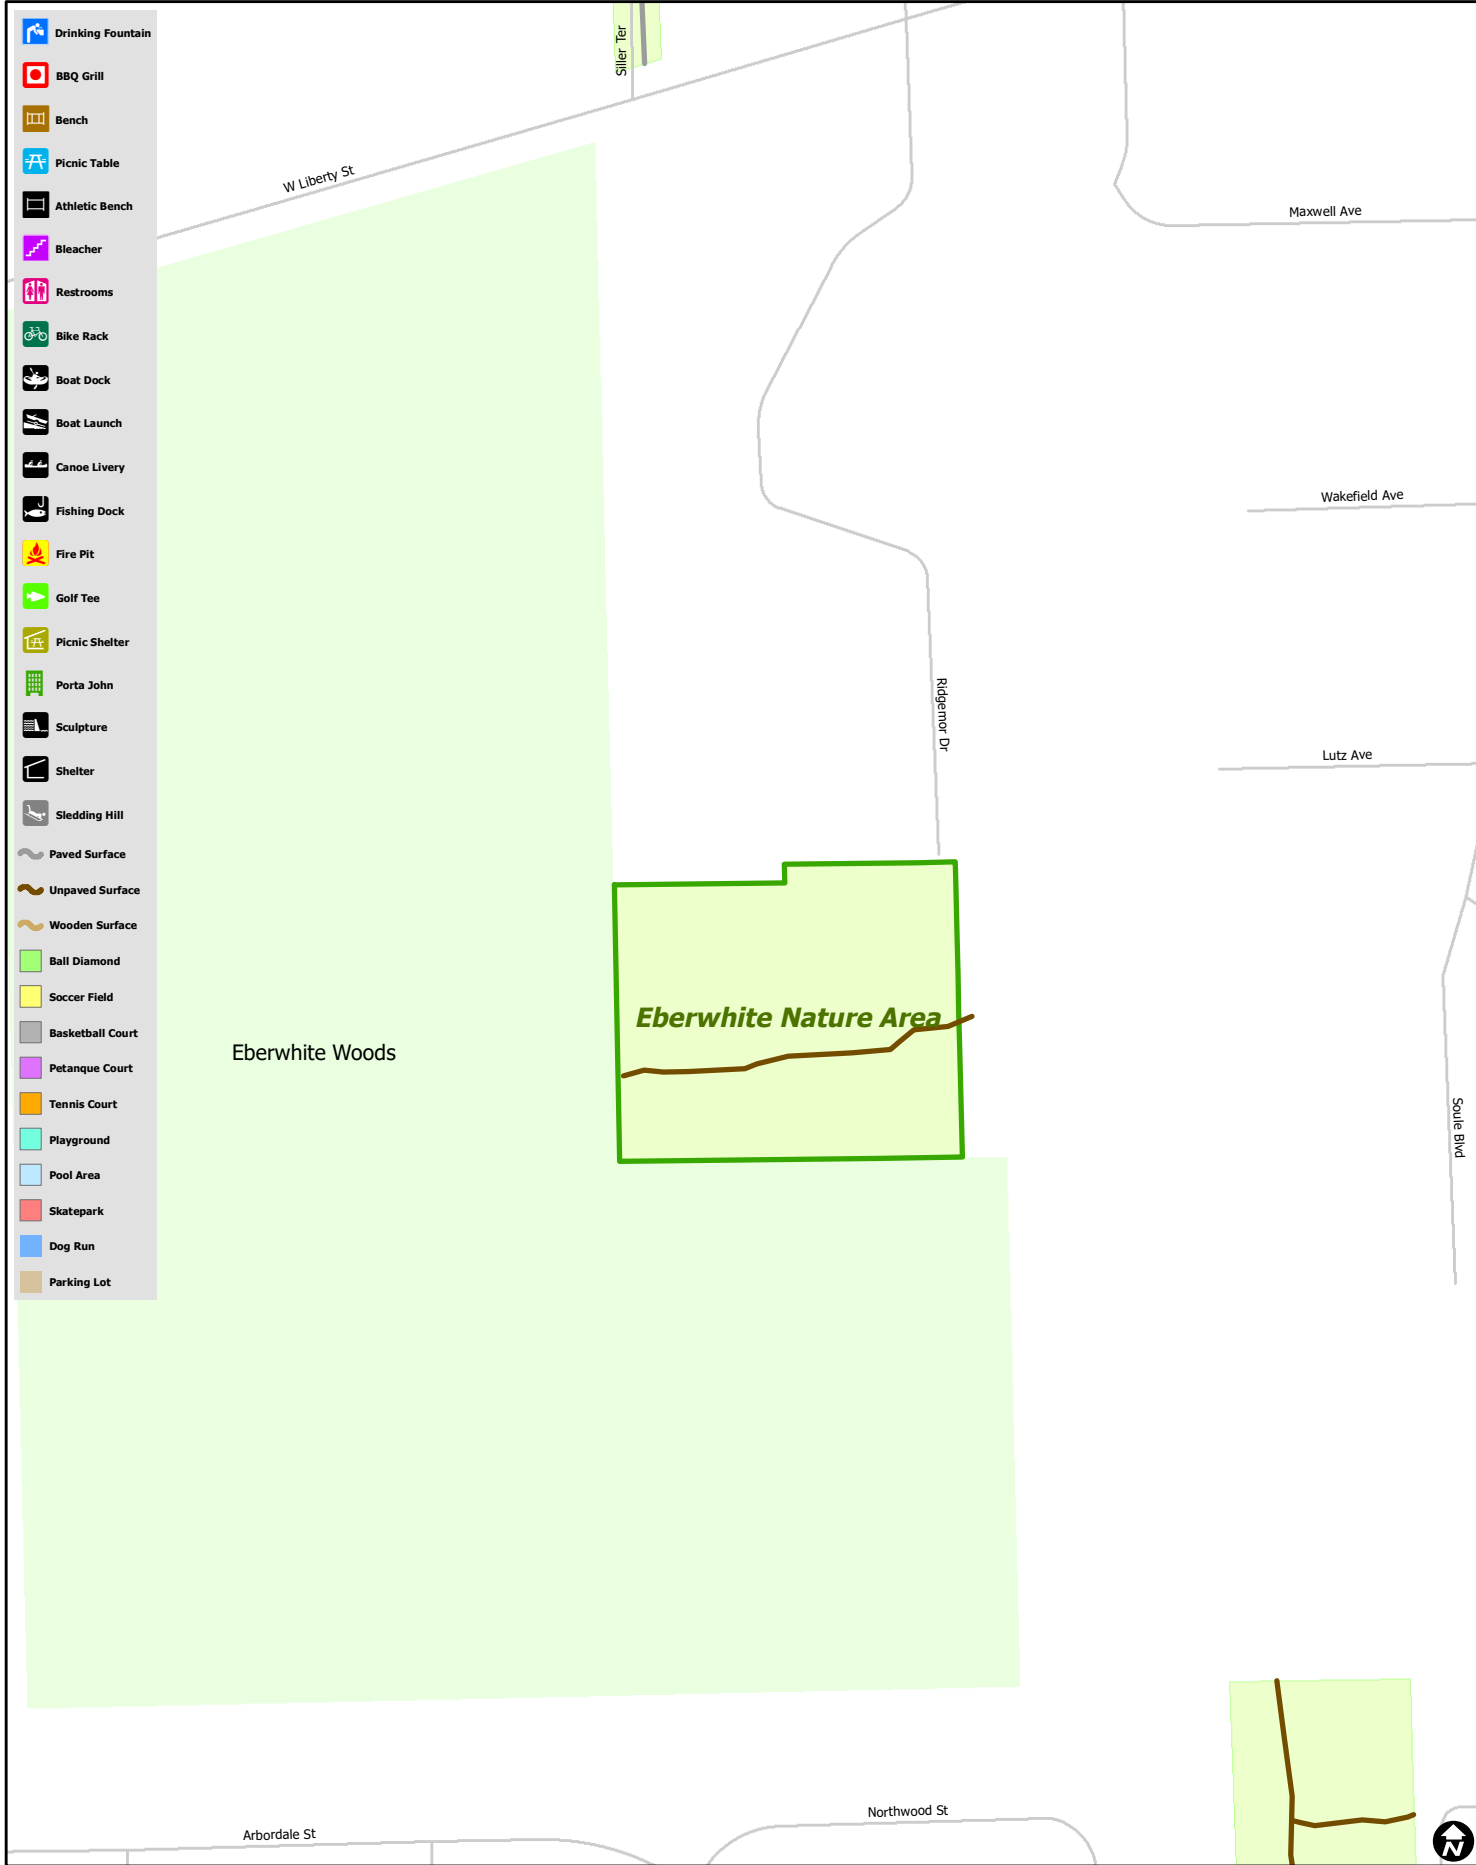 Drinking Fountain
BBQ Grill
Bench
Picnic Table
Athletic Bench
Bleacher
Restrooms
Bike Rack
Boat Dock
Boat Launch
Canoe Livery
Fishing Dock
Fire Pit
Golf Tee
Picnic Shelter
Porta John
Sculpture
Shelter
Sledding Hill
Paved Surface
Unpaved Surface
Wooden Surface
Ball Diamond
Soccer Field
Basketball Court
Petanque Court
Tennis Court
Playground
Pool Area
Skatepark
Dog Run
Parking Lot
Siller Ter
W Liberty St
Maxwell Ave
Wakefield Ave
Ridgemor Dr
Lutz Ave
Eberwhite Nature Area
Eberwhite Woods
Soule Blvd
Northwood St
Arbordale St
N